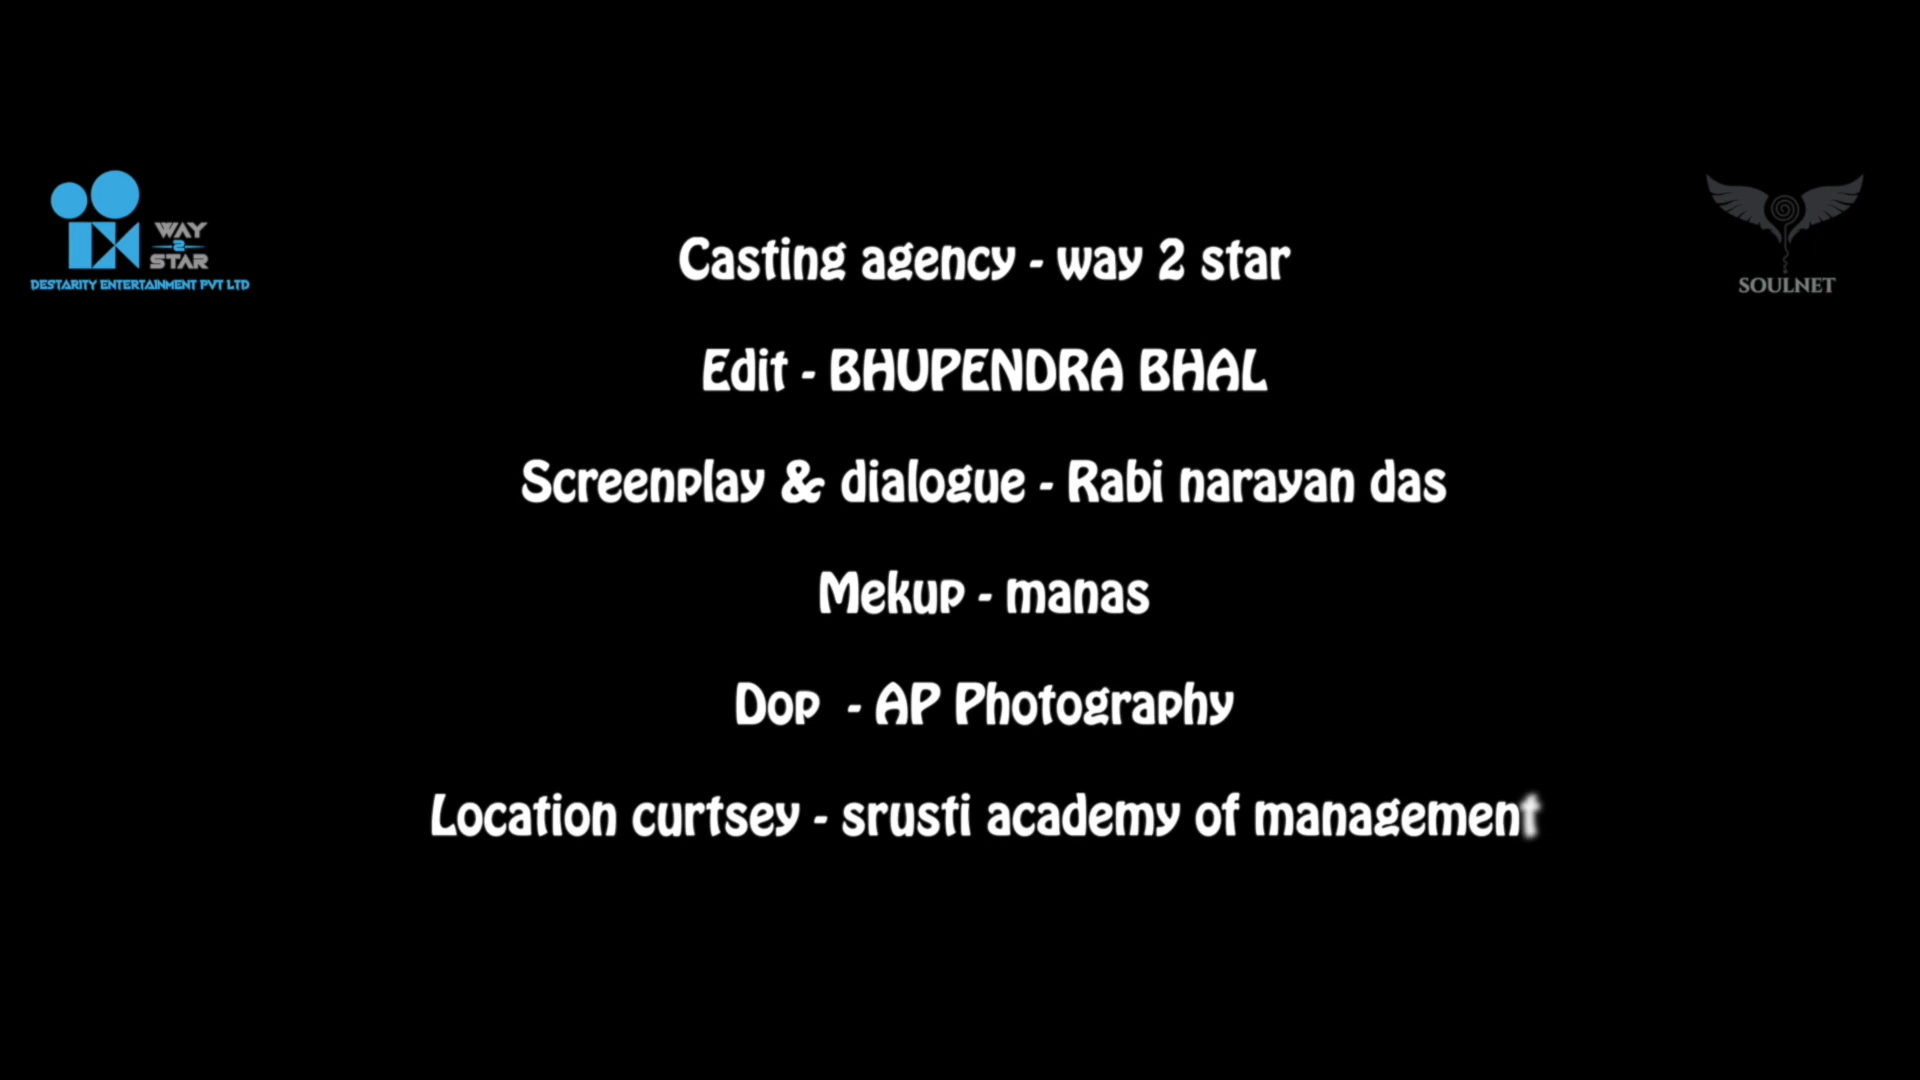 WAY
2
STAR
DESTARITY ENTERTAINMENT PVT LTD
SOULNET
Casting agency - way 2 star
Edit - BHUPENDRA BHAL
Screenplay & dialogue - Rabi narayan das
Mekup - manas
Dop - AP Photography
Location curtsey - srusti academy of management